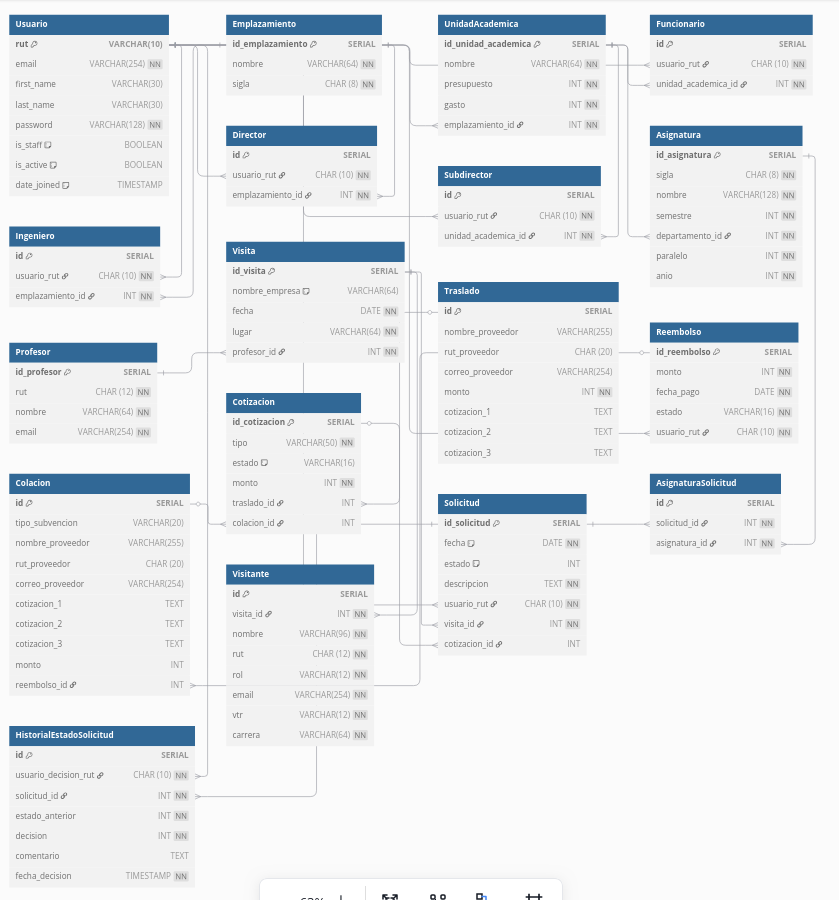 Usuario
rut VARCHAR(10)
email VARCHAR(254) NN
first_name VARCHAR(30)
last_name VARCHAR(30)
password VARCHAR(128) NN
is_staff BOOLEAN
is_active BOOLEAN
date_joined TIMESTAMP
Ingeniero
id SERIAL
usuario_rut CHAR (10) NN
emplazamiento_id INT NN
Profesor
id_profesor SERIAL
rut CHAR (12) NN
nombre VARCHAR(64) NN
email VARCHAR(254) NN
Colacion
id SERIAL
tipo_subvencion VARCHAR(20)
nombre_proveedor VARCHAR(255)
rut_proveedor CHAR (20)
correo_proveedor VARCHAR(254)
cotizacion_1 TEXT
cotizacion_2 TEXT
cotizacion_3 TEXT
monto INT
reembolso_id INT
HistorialEstadoSolicitud
id SERIAL
usuario_decision_rut CHAR (10) NN
solicitud_id INT NN
estado_anterior INT NN
decision INT NN
comentario TEXT
fecha_decision TIMESTAMP NN
Emplazamiento
id_emplazamiento SERIAL
nombre VARCHAR(64) NN
sigla CHAR (8) NN
Director
id SERIAL
usuario_rut CHAR (10) NN
emplazamiento_id INT NN
Visita
id_visita SERIAL
nombre_empresa VARCHAR(64)
fecha DATE NN
lugar VARCHAR(64) NN
profesor_id INT NN
Cotizacion
id_cotizacion SERIAL
tipo VARCHAR(50) NN
estado VARCHAR(16)
monto INT NN
traslado_id INT
colacion_id INT
Visitante
id SERIAL
visita_id INT NN
nombre VARCHAR(96) NN
rut CHAR (12) NN
rol VARCHAR(12) NN
email VARCHAR(254) NN
vtr VARCHAR(12) NN
carrera VARCHAR(64) NN
UnidadAcademica
id_unidad_academica SERIAL
nombre VARCHAR(64) NN
presupuesto INT NN
gasto INT NN
emplazamiento_id INT NN
Subdirector
id SERIAL
usuario_rut CHAR (10) NN
unidad_academica_id INT NN
Traslado
id SERIAL
nombre_proveedor VARCHAR(255)
rut_proveedor CHAR (20)
correo_proveedor VARCHAR(254)
monto INT NN
cotizacion_1 TEXT
cotizacion_2 TEXT
cotizacion_3 TEXT
Solicitud
id_solicitud SERIAL
fecha DATE NN
estado INT
descripcion TEXT NN
usuario_rut CHAR (10) NN
visita_id INT NN
cotizacion_id INT
Funcionario
id SERIAL
usuario_rut CHAR (10) NN
unidad_academica_id INT NN
Asignatura
id_asignatura SERIAL
sigla CHAR (8) NN
nombre VARCHAR(128) NN
semestre INT NN
departamento_id INT NN
paralelo INT NN
anio INT NN
Reembolso
id_reembolso SERIAL
monto INT NN
fecha_pago DATE NN
estado VARCHAR(16) NN
usuario_rut CHAR (10) NN
AsignaturaSolicitud
id SERIAL
solicitud_id INT NN
asignatura_id INT NN